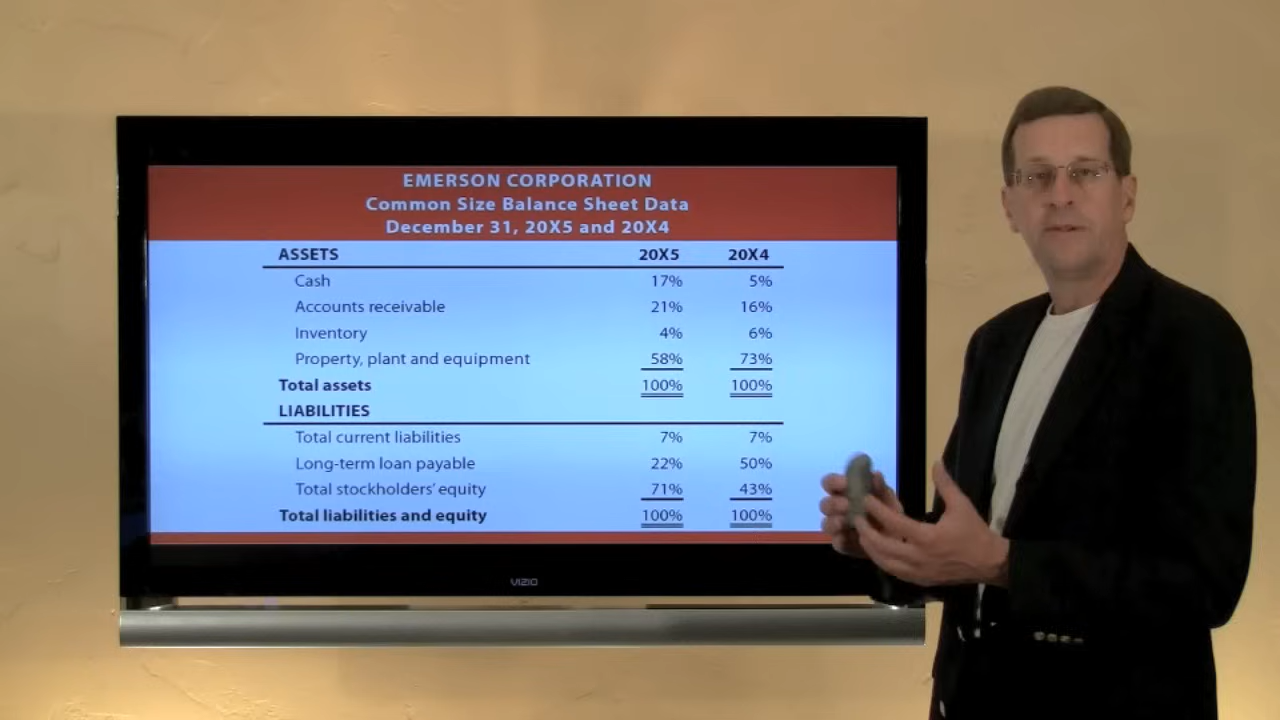 EMERSON CORPORATION
Common Size Balance Sheet Data
December 31, 20X5 and 20X4
ASSETS 20X5 20X4
Cash 17% 5%
Accounts receivable 21% 16%
Inventory 4% 6%
Property, plant and equipment 58% 73%
Total assets 100% 100%
LIABILITIES
Total current liabilities 7% 7%
Long-term loan payable 22% 50%
Total stockholders' equity 71% 43%
Total liabilities and equity 100% 100%
VIZIO